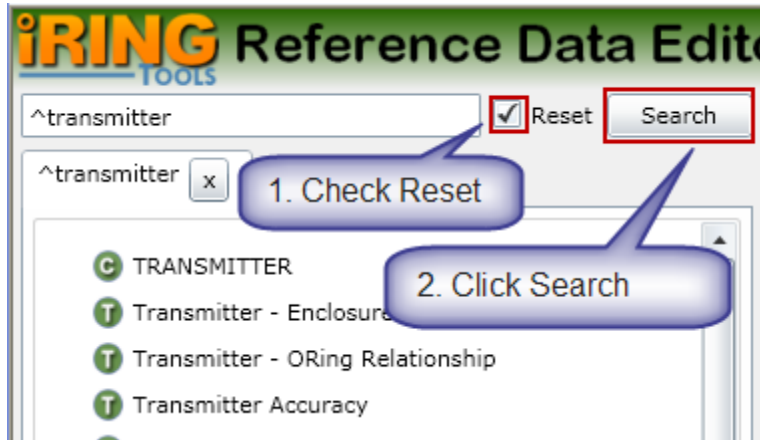 iRING TOOLS Reference Data Edito
^transmitter Reset Search
^transmitter x
1. Check Reset
C TRANSMITTER
2. Click Search
T Transmitter - Enclosure
T Transmitter - ORing Relationship
T Transmitter Accuracy